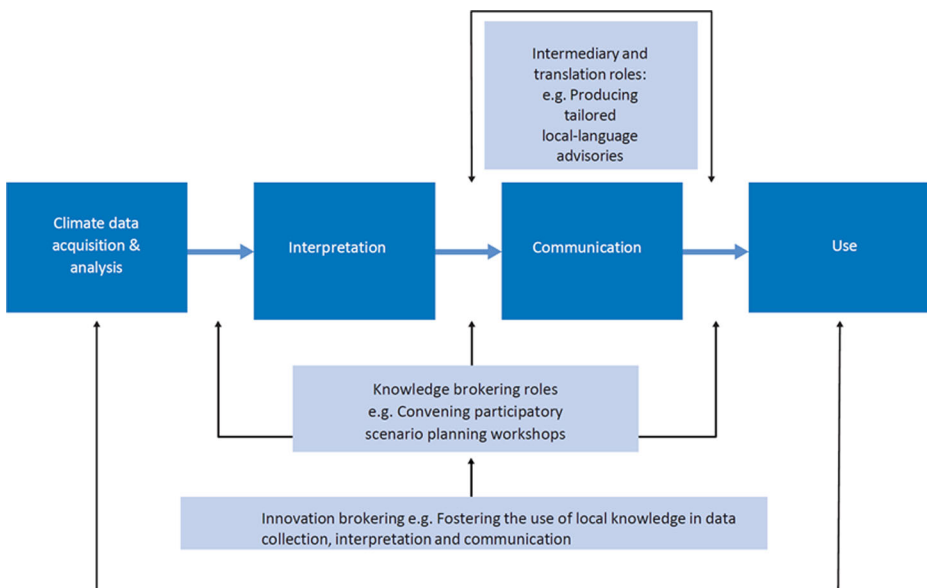 Intermediary and
translation roles:
e.g. Producing
tailored
local-language
advisories
Climate data
acquisition &
analysis
Interpretation
Communication
Use
Knowledge brokering roles
e.g. Convening participatory
scenario planning workshops
Innovation brokering e.g. Fostering the use of local knowledge in data
collection, interpretation and communication